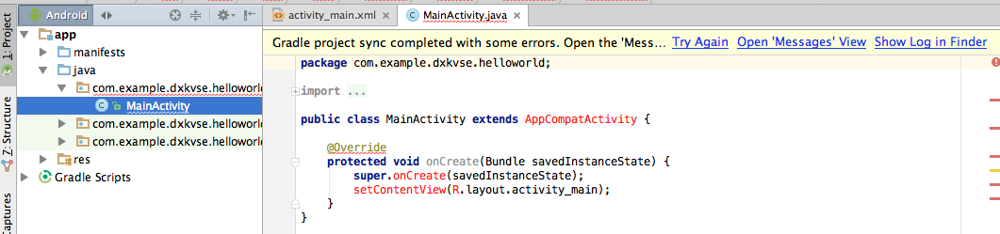 1: Project
Z: Structure
Captures
Android
app
manifests
java
com.example.dxkvse.helloworl
MainActivity
com.example.dxkvse.helloworl
com.example.dxkvse.helloworl
res
Gradle Scripts
activity_main.xml
MainActivity.java
Gradle project sync completed with some errors. Open the 'Mess... Try Again Open 'Messages' View Show Log in Finder
package com.example.dxkvse.helloworld;
import ...
public class MainActivity extends AppCompatActivity {
@Override
protected void onCreate(Bundle savedInstanceState) {
super.onCreate(savedInstanceState);
setContentView(R.layout.activity_main);
}
}